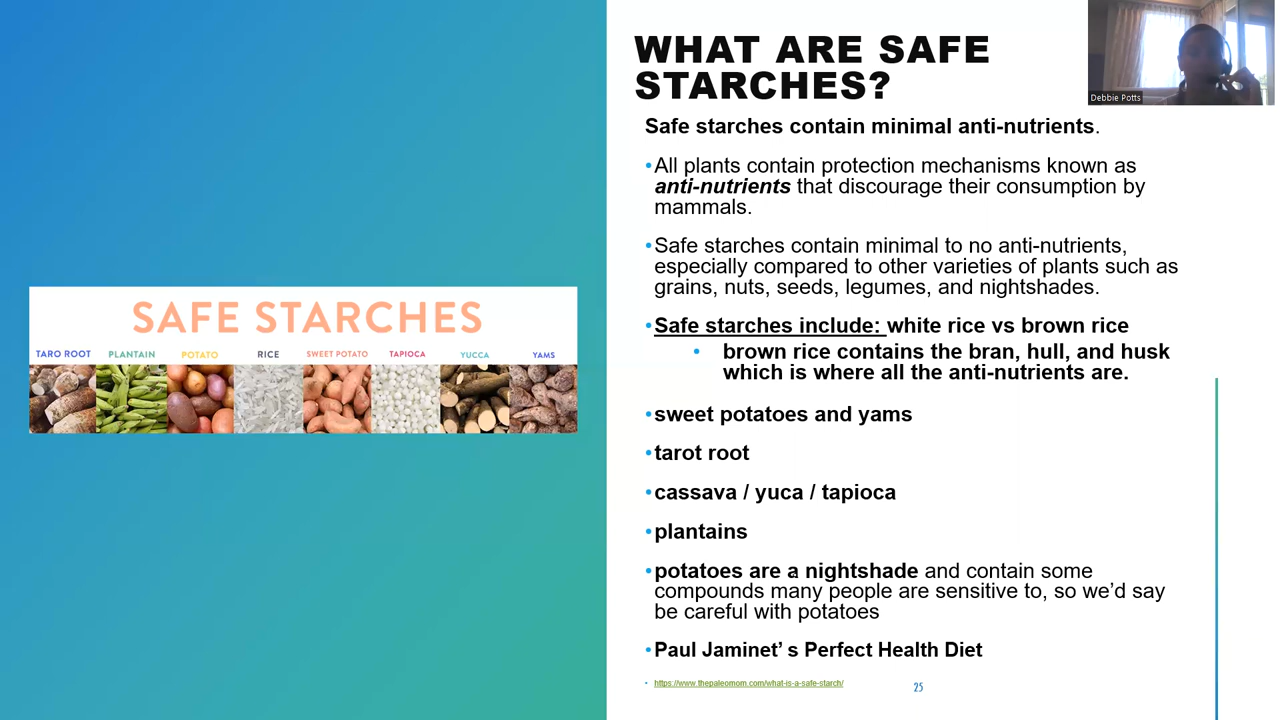 WHAT ARE SAFE
STARCHES?
Debbie Potts
Safe starches contain minimal anti-nutrients.
•All plants contain protection mechanisms known as
anti-nutrients that discourage their consumption by
mammals.
•Safe starches contain minimal to no anti-nutrients,
especially compared to other varieties of plants such as
grains, nuts, seeds, legumes, and nightshades.
•Safe starches include: white rice vs brown rice
• brown rice contains the bran, hull, and husk
which is where all the anti-nutrients are.
•sweet potatoes and yams
•tarot root
•cassava / yuca / tapioca
•plantains
•potatoes are a nightshade and contain some
compounds many people are sensitive to, so we’d say
be careful with potatoes
•Paul Jaminet’ s Perfect Health Diet
• https://www.thepaleomom.com/what-is-a-safe-starch/
25
SAFE STARCHES
TARO ROOT PLANTAIN POTATO RICE SWEET POTATO TAPIOCA YUCCA YAMS